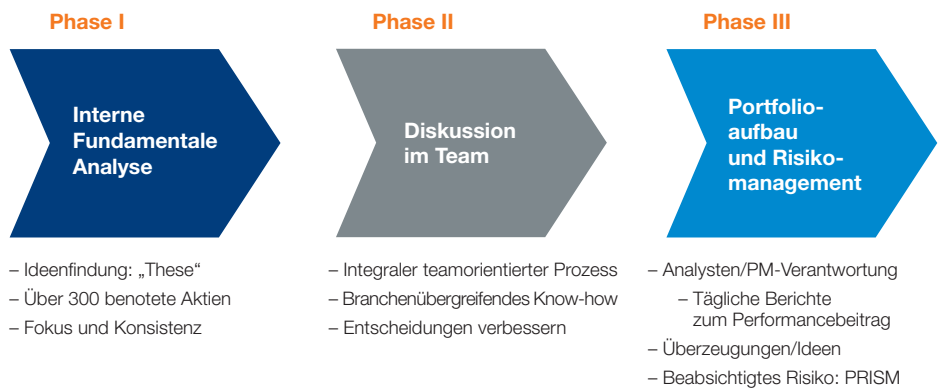 Phase I
Interne
Fundamentale
Analyse
– Ideenfindung: „These“
– Über 300 benotete Aktien
– Fokus und Konsistenz
Phase II
Diskussion
im Team
– Integraler teamorientierter Prozess
– Branchenübergreifendes Know-how
– Entscheidungen verbessern
Phase III
Portfolio-
aufbau
und Risiko-
management
– Analysten/PM-Verantwortung
– Tägliche Berichte
zum Performancebeitrag
– Überzeugungen/Ideen
– Beabsichtigtes Risiko: PRISM